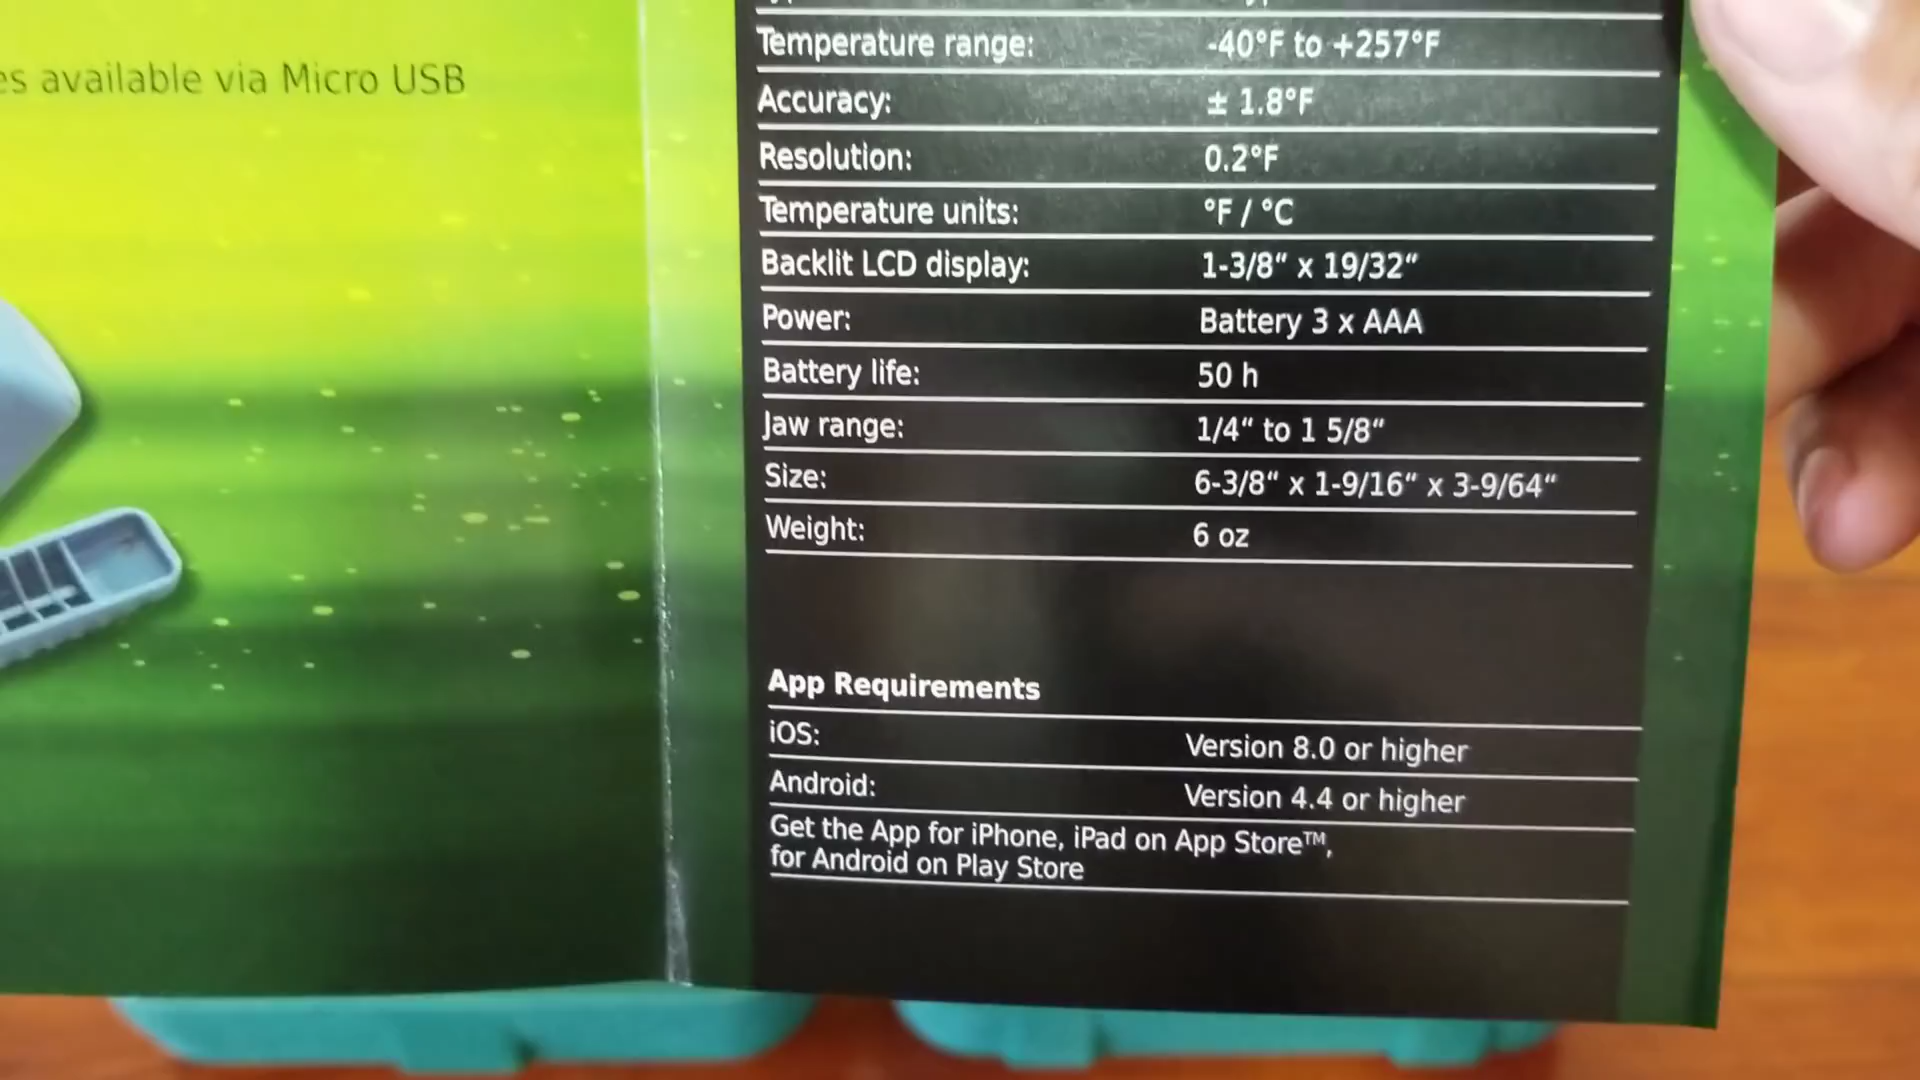 es available via Micro USB
Temperature range: -40°F to +257°F
Accuracy: ± 1.8°F
Resolution: 0.2°F
Temperature units: °F / °C
Backlit LCD display: 1-3/8“ x 19/32“
Power: Battery 3 x AAA
Battery life: 50 h
Jaw range: 1/4“ to 1 5/8“
Size: 6-3/8“ x 1-9/16“ x 3-9/64“
Weight: 6 oz
App Requirements
iOS: Version 8.0 or higher
Android: Version 4.4 or higher
Get the App for iPhone, iPad on App Store™,
for Android on Play Store